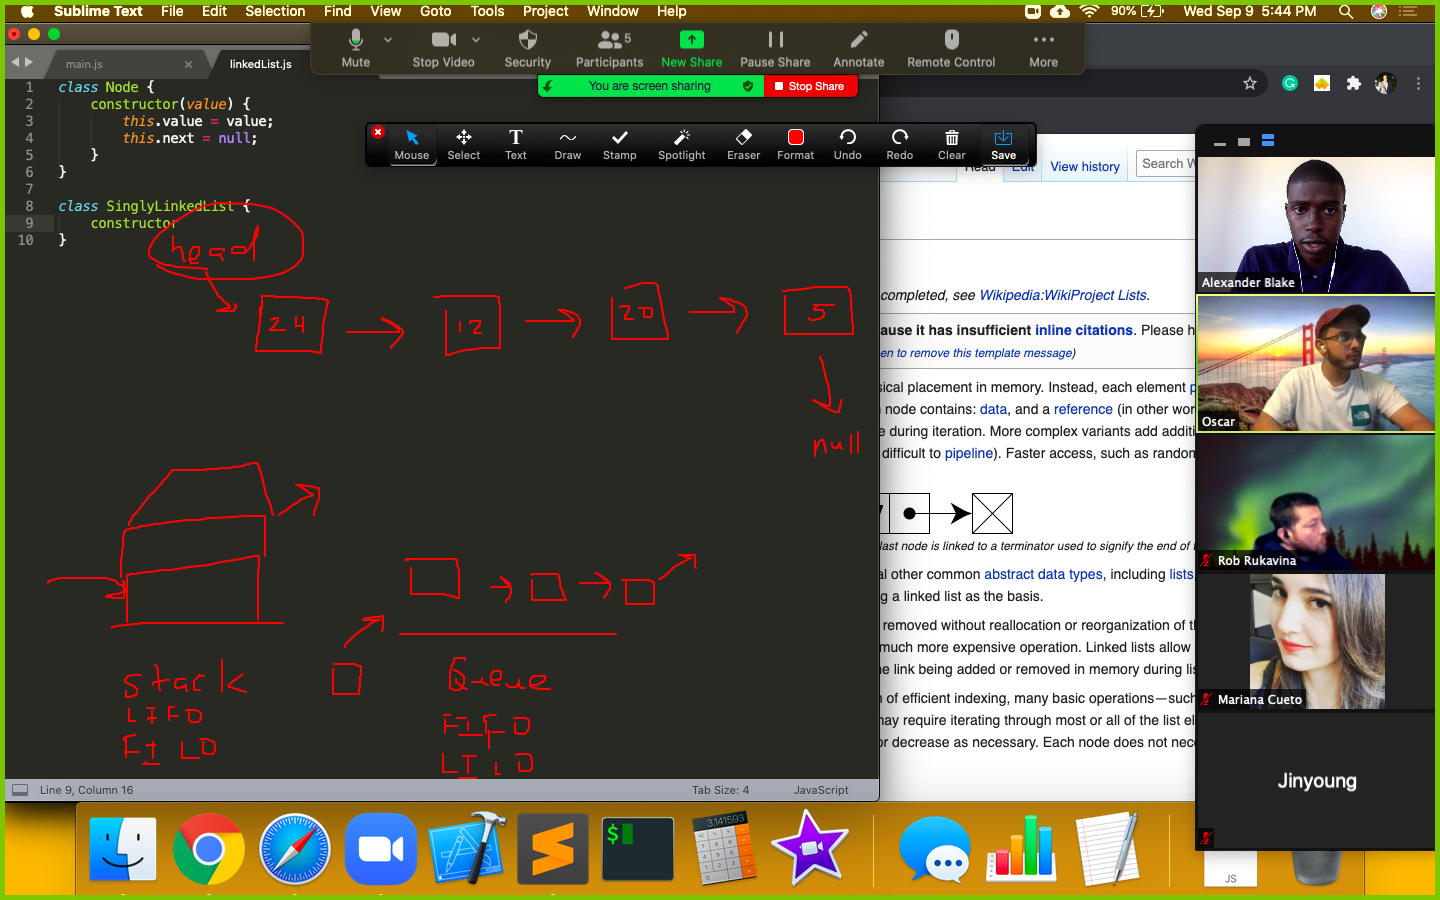 Sublime Text File Edit Selection Find View Goto Tools Project Window Help 90% Wed Sep 9 5:44 PM
Mute Stop Video Security Participants 5 New Share Pause Share Annotate Remote Control More
You are screen sharing Stop Share
main.js linkedList.js
Mouse Select Text Draw Stamp Spotlight Eraser Format Undo Redo Clear Save
1 class Node {
2 constructor(value) {
3 this.value = value;
4 this.next = null;
5 }
6 }
7
8 class SinglyLinkedList {
9 constructor
10 }
head
24 12 20 5
null
stack
LIFO
FILO
Queue
FIFO
LILO
Read Edit View history Search W
completed, see Wikipedia:WikiProject Lists.
ause it has insufficient inline citations. Please h
en to remove this template message)
sical placement in memory. Instead, each element p
node contains: data, and a reference (in other wor
e during iteration. More complex variants add additi
difficult to pipeline). Faster access, such as random
last node is linked to a terminator used to signify the end of t
al other common abstract data types, including lists
g a linked list as the basis.
removed without reallocation or reorganization of t
much more expensive operation. Linked lists allow
e link being added or removed in memory during lis
n of efficient indexing, many basic operations—such
may require iterating through most or all of the list el
or decrease as necessary. Each node does not nece
Alexander Blake
Oscar
Rob Rukavina
Mariana Cueto
Jinyoung
Line 9, Column 16 Tab Size: 4 JavaScript
3.141593
$
JS